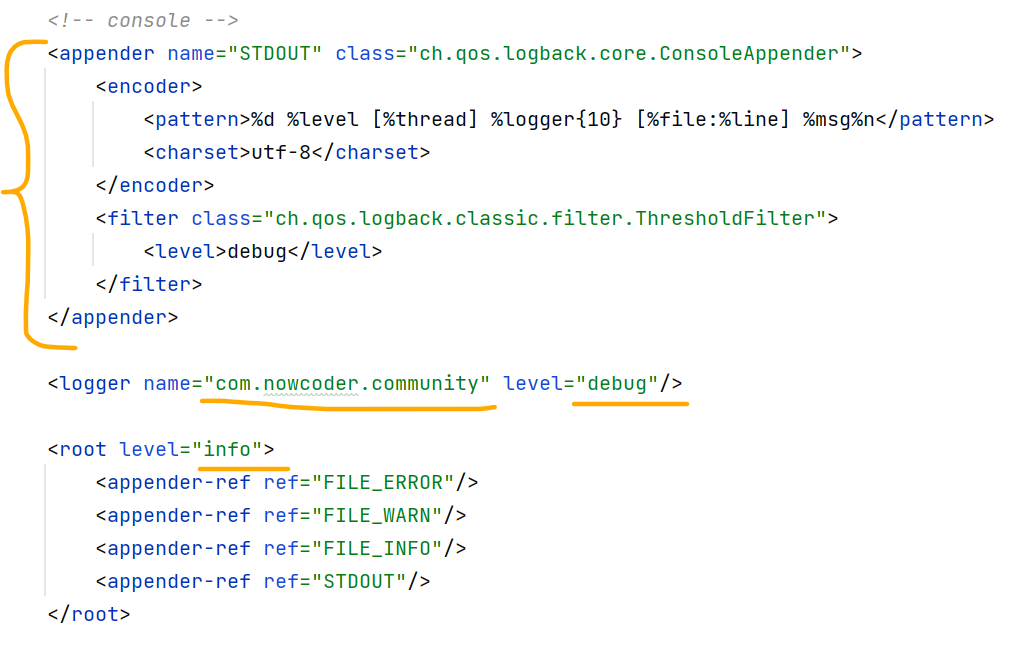 <!-- console -->
<appender name="STDOUT" class="ch.qos.logback.core.ConsoleAppender">
    <encoder>
        <pattern>%d %level [%thread] %logger{10} [%file:%line] %msg%n</pattern>
        <charset>utf-8</charset>
    </encoder>
    <filter class="ch.qos.logback.classic.filter.ThresholdFilter">
        <level>debug</level>
    </filter>
</appender>
<logger name="com.nowcoder.community" level="debug"/>
<root level="info">
    <appender-ref ref="FILE_ERROR"/>
    <appender-ref ref="FILE_WARN"/>
    <appender-ref ref="FILE_INFO"/>
    <appender-ref ref="STDOUT"/>
</root>